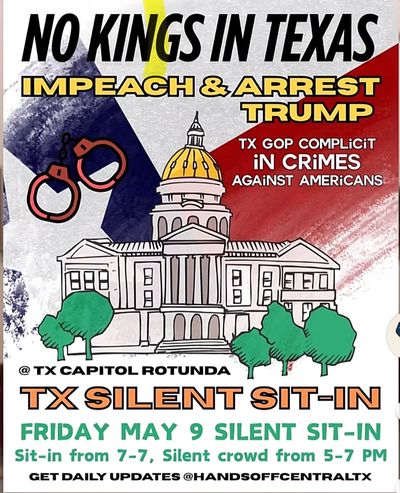 NO KINGS IN TEXAS
IMPEACH & ARREST
TRUMP
TX GOP COMPLiCiT
iN CRiMES
AGAiNST AMERiCANS
@ TX CAPITOL ROTUNDA
TX SILENT SIT-IN
FRIDAY MAY 9 SILENT SIT-IN
Sit-in from 7-7, Silent crowd from 5-7 PM
GET DAILY UPDATES @HANDSOFFCENTRALTX